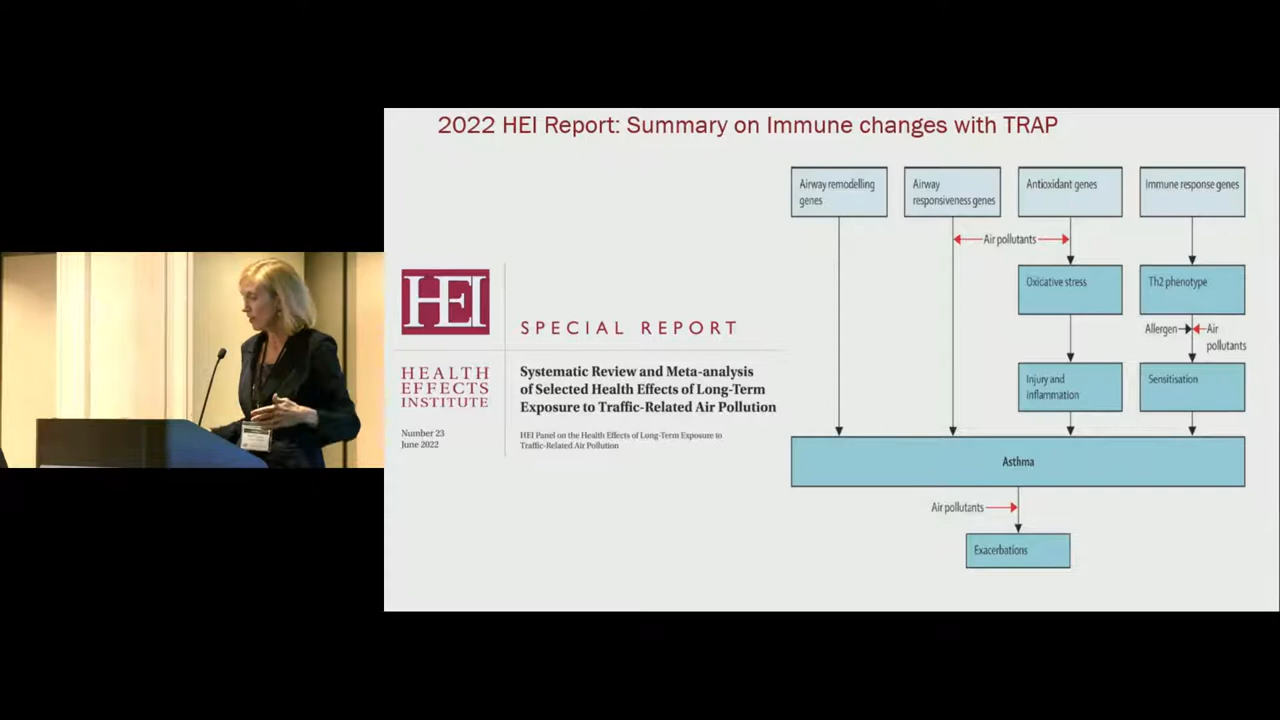 2022 HEI Report: Summary on Immune changes with TRAP
HEI
SPECIAL REPORT
HEALTH
EFFECTS
INSTITUTE
Number 23
June 2022
Systematic Review and Meta-analysis
of Selected Health Effects of Long-Term
Exposure to Traffic-Related Air Pollution
HEI Panel on the Health Effects of Long-Term Exposure to
Traffic-Related Air Pollution
Airway remodelling
genes
Airway
responsiveness genes
Antioxidant genes
Immune response genes
Air pollutants
Oxidative stress
Th2 phenotype
Allergen
Air
pollutants
Injury and
inflammation
Sensitisation
Asthma
Air pollutants
Exacerbations